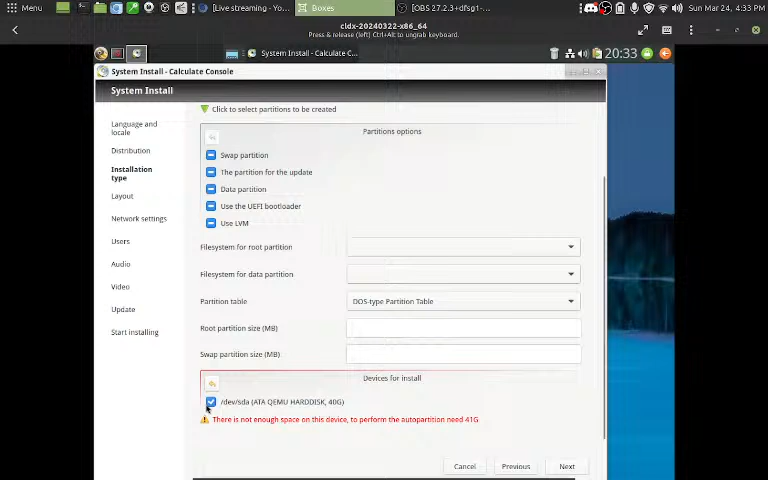 Menu
[Live streaming - Yo...
Boxes
[OBS 27.2.3+dfsg1-...
Sun Mar 24, 4:33 PM
cldx-20240322-x86_64
Press & release (left) Ctrl+Alt to ungrab keyboard.
System Install - Calculate C...
20:33
System Install - Calculate Console
System Install
Language and
locale
Distribution
Installation
type
Layout
Network settings
Users
Audio
Video
Update
Start installing
Click to select partitions to be created
Partitions options
Swap partition
The partition for the update
Data partition
Use the UEFI bootloader
Use LVM
Filesystem for root partition
Filesystem for data partition
Partition table
DOS-type Partition Table
Root partition size (MB)
Swap partition size (MB)
Devices for install
/dev/sda (ATA QEMU HARDDISK, 40G)
There is not enough space on this device, to perform the autopartition need 41G
Cancel
Previous
Next